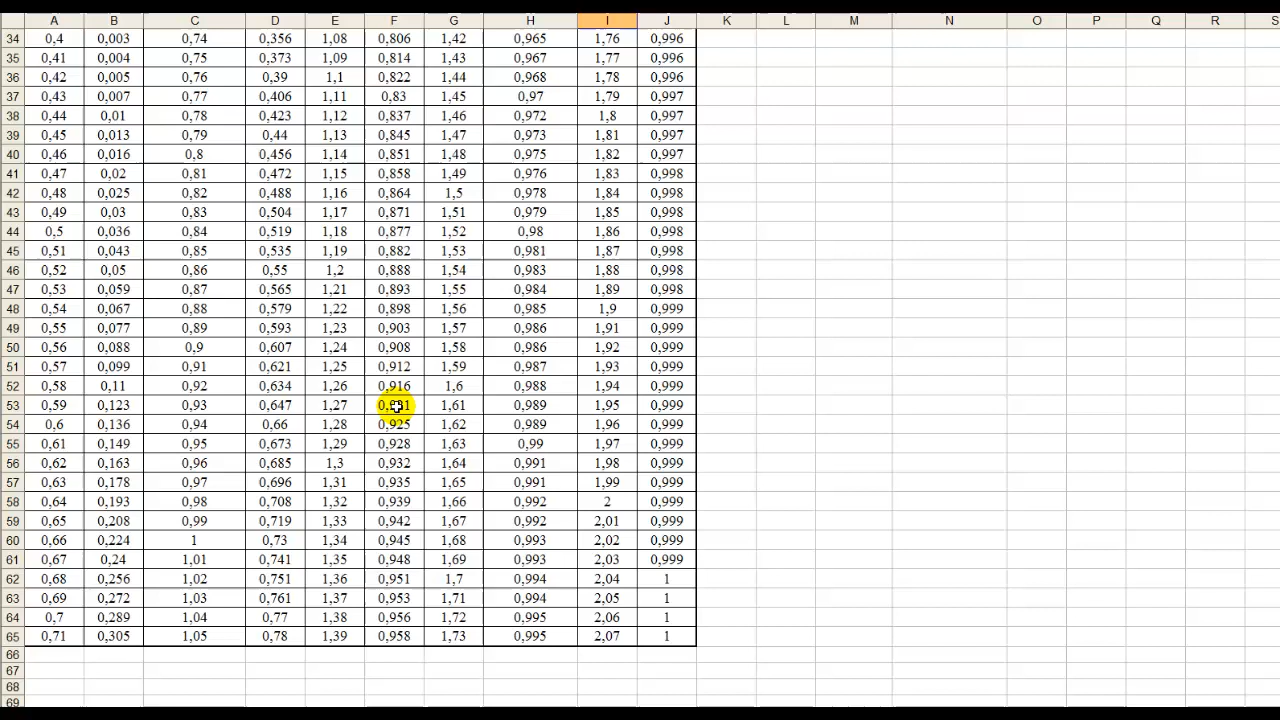 A B C D E F G H I J K L M N O P Q R S
34 0,4 0,003 0,74 0,356 1,08 0,806 1,42 0,965 1,76 0,996
35 0,41 0,004 0,75 0,373 1,09 0,814 1,43 0,967 1,77 0,996
36 0,42 0,005 0,76 0,39 1,1 0,822 1,44 0,968 1,78 0,996
37 0,43 0,007 0,77 0,406 1,11 0,83 1,45 0,97 1,79 0,997
38 0,44 0,01 0,78 0,423 1,12 0,837 1,46 0,972 1,8 0,997
39 0,45 0,013 0,79 0,44 1,13 0,845 1,47 0,973 1,81 0,997
40 0,46 0,016 0,8 0,456 1,14 0,851 1,48 0,975 1,82 0,997
41 0,47 0,02 0,81 0,472 1,15 0,858 1,49 0,976 1,83 0,998
42 0,48 0,025 0,82 0,488 1,16 0,864 1,5 0,978 1,84 0,998
43 0,49 0,03 0,83 0,504 1,17 0,871 1,51 0,979 1,85 0,998
44 0,5 0,036 0,84 0,519 1,18 0,877 1,52 0,98 1,86 0,998
45 0,51 0,043 0,85 0,535 1,19 0,882 1,53 0,981 1,87 0,998
46 0,52 0,05 0,86 0,55 1,2 0,888 1,54 0,983 1,88 0,998
47 0,53 0,059 0,87 0,565 1,21 0,893 1,55 0,984 1,89 0,998
48 0,54 0,067 0,88 0,579 1,22 0,898 1,56 0,985 1,9 0,999
49 0,55 0,077 0,89 0,593 1,23 0,903 1,57 0,986 1,91 0,999
50 0,56 0,088 0,9 0,607 1,24 0,908 1,58 0,986 1,92 0,999
51 0,57 0,099 0,91 0,621 1,25 0,912 1,59 0,987 1,93 0,999
52 0,58 0,11 0,92 0,634 1,26 0,916 1,6 0,988 1,94 0,999
53 0,59 0,123 0,93 0,647 1,27 1,61 0,989 1,95 0,999
54 0,6 0,136 0,94 0,66 1,28 0,925 1,62 0,989 1,96 0,999
55 0,61 0,149 0,95 0,673 1,29 0,928 1,63 0,99 1,97 0,999
56 0,62 0,163 0,96 0,685 1,3 0,932 1,64 0,991 1,98 0,999
57 0,63 0,178 0,97 0,696 1,31 0,935 1,65 0,991 1,99 0,999
58 0,64 0,193 0,98 0,708 1,32 0,939 1,66 0,992 2 0,999
59 0,65 0,208 0,99 0,719 1,33 0,942 1,67 0,992 2,01 0,999
60 0,66 0,224 1 0,73 1,34 0,945 1,68 0,993 2,02 0,999
61 0,67 0,24 1,01 0,741 1,35 0,948 1,69 0,993 2,03 0,999
62 0,68 0,256 1,02 0,751 1,36 0,951 1,7 0,994 2,04 1
63 0,69 0,272 1,03 0,761 1,37 0,953 1,71 0,994 2,05 1
64 0,7 0,289 1,04 0,77 1,38 0,956 1,72 0,995 2,06 1
65 0,71 0,305 1,05 0,78 1,39 0,958 1,73 0,995 2,07 1
66
67
68
69